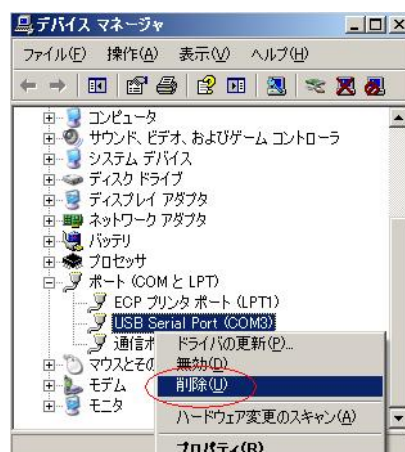 デバイス マネージャ
ファイル(F) 操作(A) 表示(V) ヘルプ(H)
コンピュータ
サウンド、ビデオ、およびゲーム コントローラ
システム デバイス
ディスク ドライブ
ディスプレイ アダプタ
ネットワーク アダプタ
バッテリ
プロセッサ
ポート (COM と LPT)
ECP プリンタ ポート (LPT1)
USB Serial Port (COM3)
通信ポ
ドライバの更新(P)...
マウスとその
無効(D)
モデム
削除(U)
モニタ
ハードウェア変更のスキャン(A)
プロパティ(R)